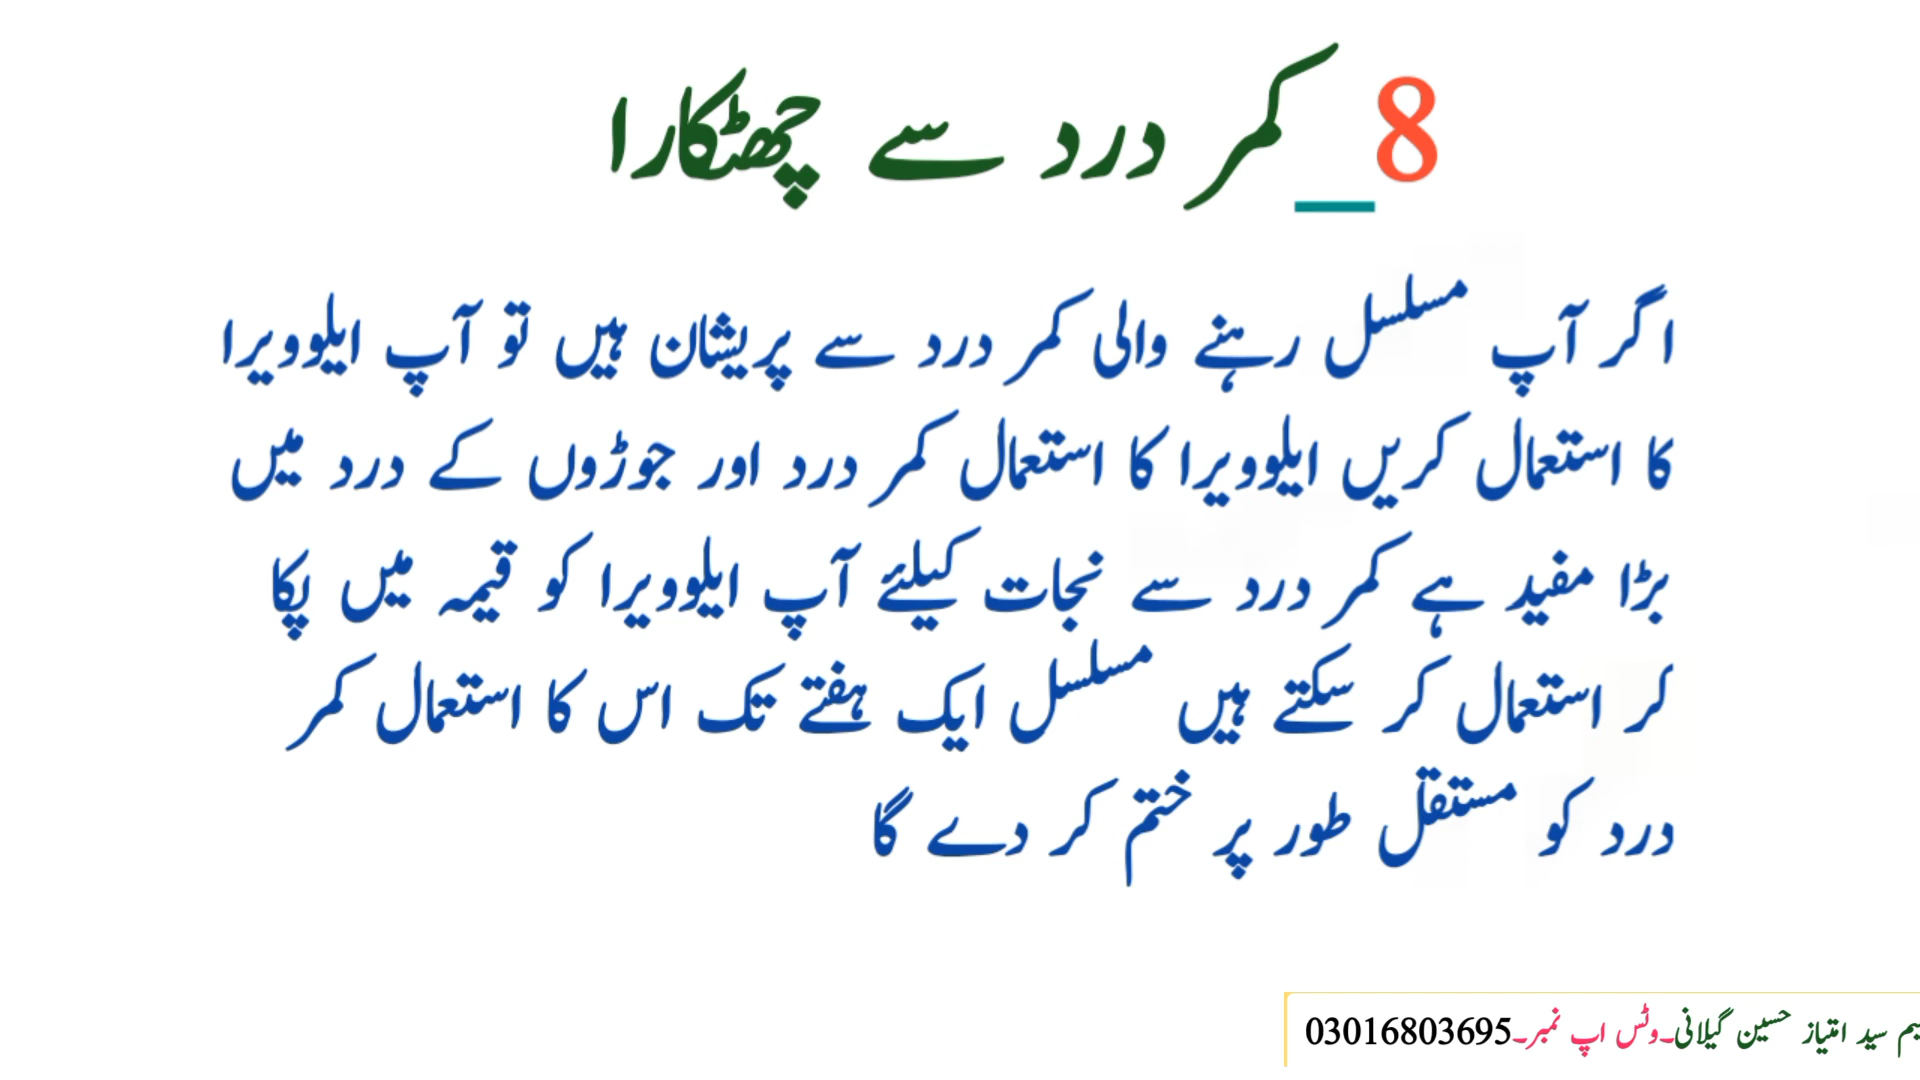 8_کمر درد سے چھٹکارا
اگر آپ مسلسل رہنے والی کمر درد سے پریشان ہیں تو آپ ایلوویرا
کا استعمال کریں ایلوویرا کا استعمال کمر درد اور جوڑوں کے درد میں
بڑا مفید ہے کمر درد سے نجات کیلئے آپ ایلوویرا کو قیمہ میں پکا
کر استعمال کر سکتے ہیں مسلسل ایک ہفتے تک اس کا استعمال کمر
درد کو مستقل طور پر ختم کر دے گا
سید امتیاز حسین گیلانی۔وٹس اپ نمبر۔03016803695